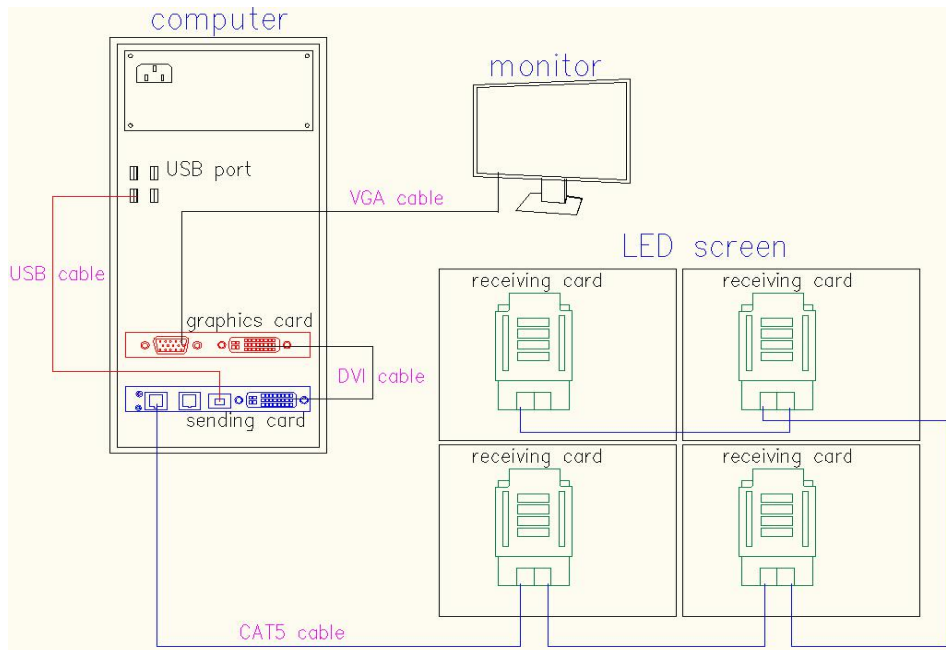 computer
monitor
USB port
VGA cable
LED screen
USB cable
receiving card
receiving card
graphics card
DVI cable
sending card
receiving card
receiving card
CAT5 cable